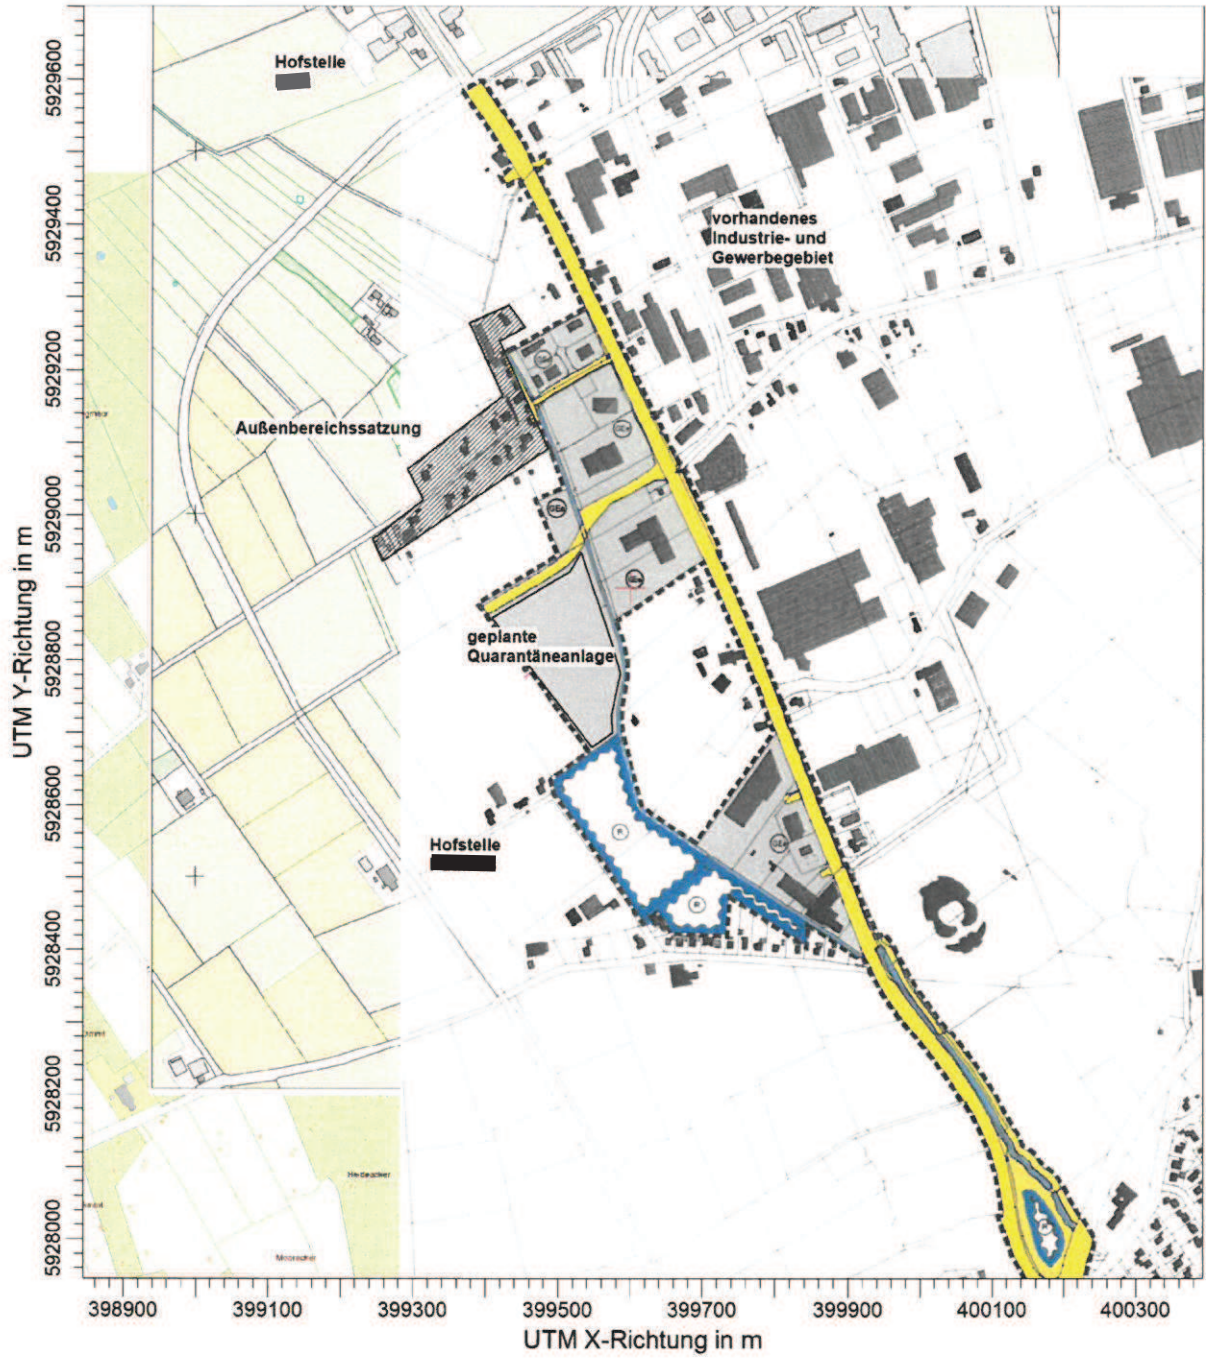 Hofstelle
vorhandenes
Industrie- und
Gewerbegebiet
Außenbereichssatzung
geplante
Quarantäneanlage
Hofstelle
R
R
UTM Y-Richtung in m
5929600
5929400
5929200
5929000
5928800
5928600
5928400
5928200
5928000
398900
399100
399300
399500
399700
399900
400100
400300
UTM X-Richtung in m